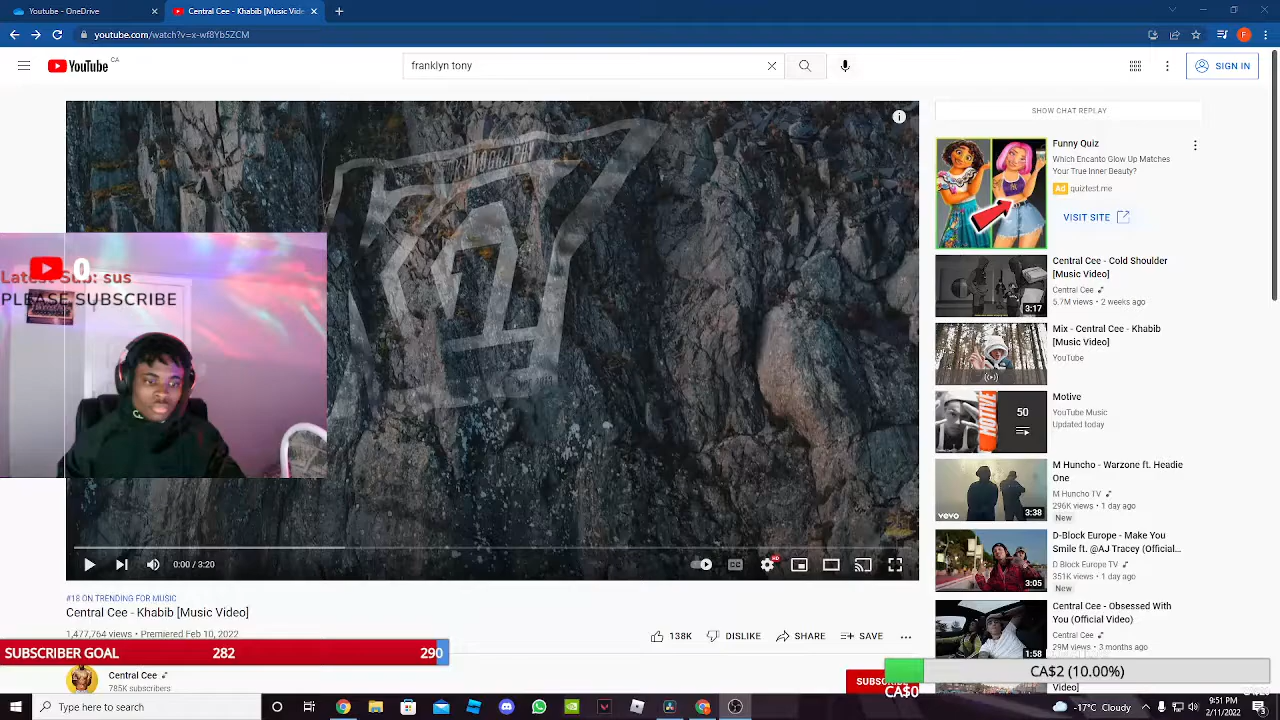 Youtube - OneDrive
Central Cee - Khabib [Music Vide
youtube.com/watch?v=x-wf8YbSZCM
YouTube CA
franklyn tony
SIGN IN
SHOW CHAT REPLAY
Funny Quiz
Which Encanto Glow Up Matches
Your True Inner Beauty?
Ad quiztest.me
VISIT SITE
Central Cee - Cold Shoulder
[Music Video]
Central Cee
5.7M views • 2 weeks ago
3:17
Mix - Central Cee - Khabib
[Music Video]
YouTube
Motive
YouTube Music
Updated today
50
MOTIVE
M Huncho - Warzone ft. Headie
One
M Huncho TV
296K views • 1 day ago
New
vevo
3:38
D-Block Europe - Make You
Smile ft. @AJ Tracey (Official...
D Block Europe TV
351K views • 1 day ago
New
3:05
Central Cee - Obsessed With
You (Official Video)
Central Cee
29M views • 3 months ago
1:58
Video]
0
Latest Sub: sus
PLEASE SUBSCRIBE
0:00 / 3:20
CC
HD
#18 ON TRENDING FOR MUSIC
Central Cee - Khabib [Music Video]
1,477,764 views • Premiered Feb 10, 2022
138K
DISLIKE
SHARE
SAVE
SUBSCRIBER GOAL 282 290
Central Cee
785K subscribers
CA$2 (10.00%)
CA$0
Type here to search
17°C Cloudy
9:51 PM
2/11/2022